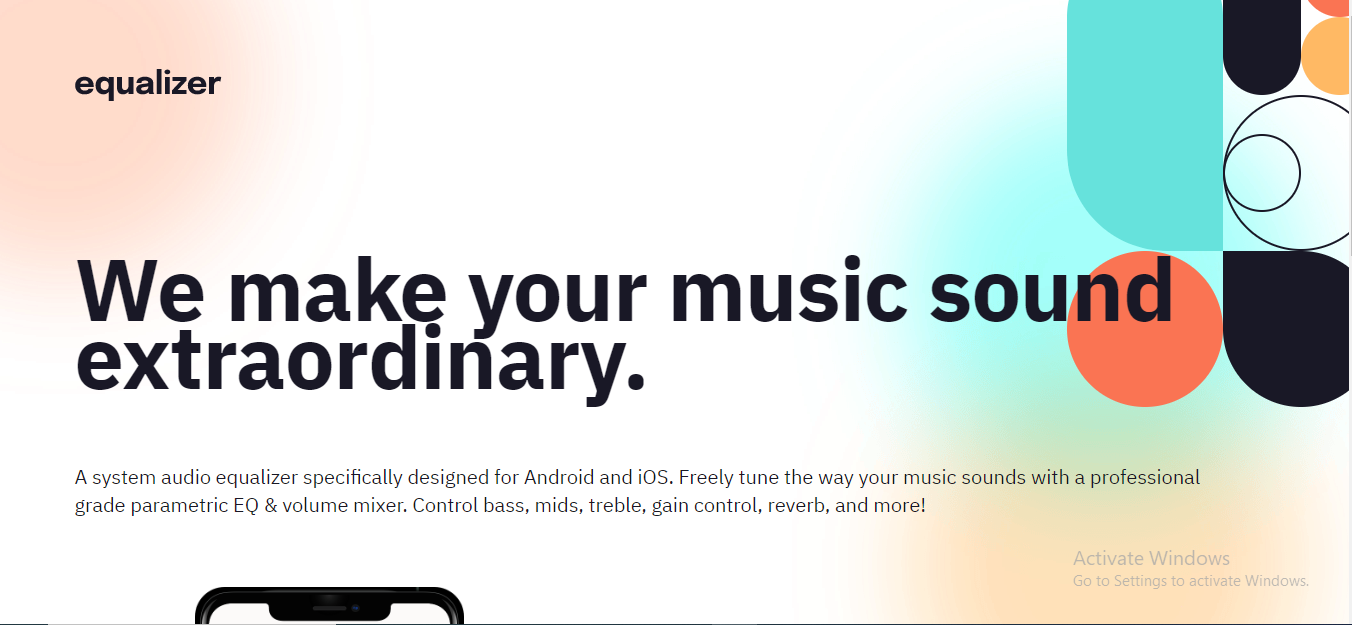 equalizer
We make your music sound
extraordinary.
A system audio equalizer specifically designed for Android and iOS. Freely tune the way your music sounds with a professional
grade parametric EQ & volume mixer. Control bass, mids, treble, gain control, reverb, and more!
Activate Windows
Go to Settings to activate Windows.